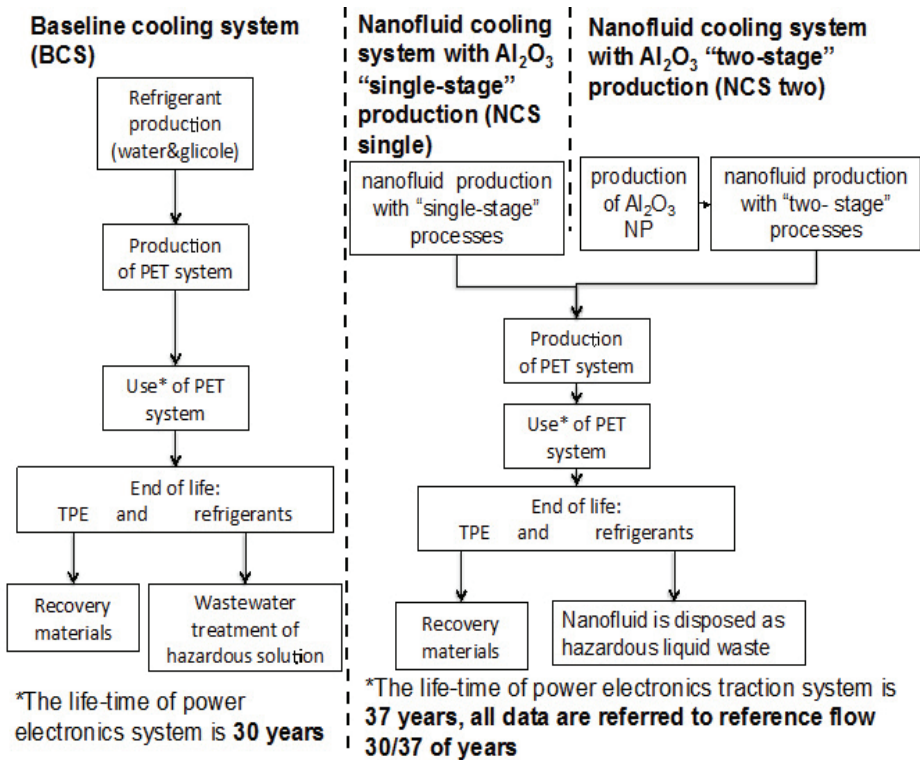 Baseline cooling system
(BCS)
Refrigerant
production
(water&glicole)
Production
of PET system
Use* of PET
system
End of life:
TPE and refrigerants
Recovery
materials
Wastewater
treatment of
hazardous solution
*The life-time of power
electronics system is 30 years
Nanofluid cooling
system with Al₂O₃
“single-stage”
production (NCS
single)
Nanofluid cooling system
with Al₂O₃ “two-stage”
production (NCS two)
nanofluid production
with “single-stage”
processes
production
of Al₂O₃
NP
nanofluid production
with “two- stage”
processes
Production
of PET system
Use* of PET
system
End of life:
TPE and refrigerants
Recovery
materials
Nanofluid is disposed as
hazardous liquid waste
*The life-time of power electronics traction system is
37 years, all data are referred to reference flow
30/37 of years